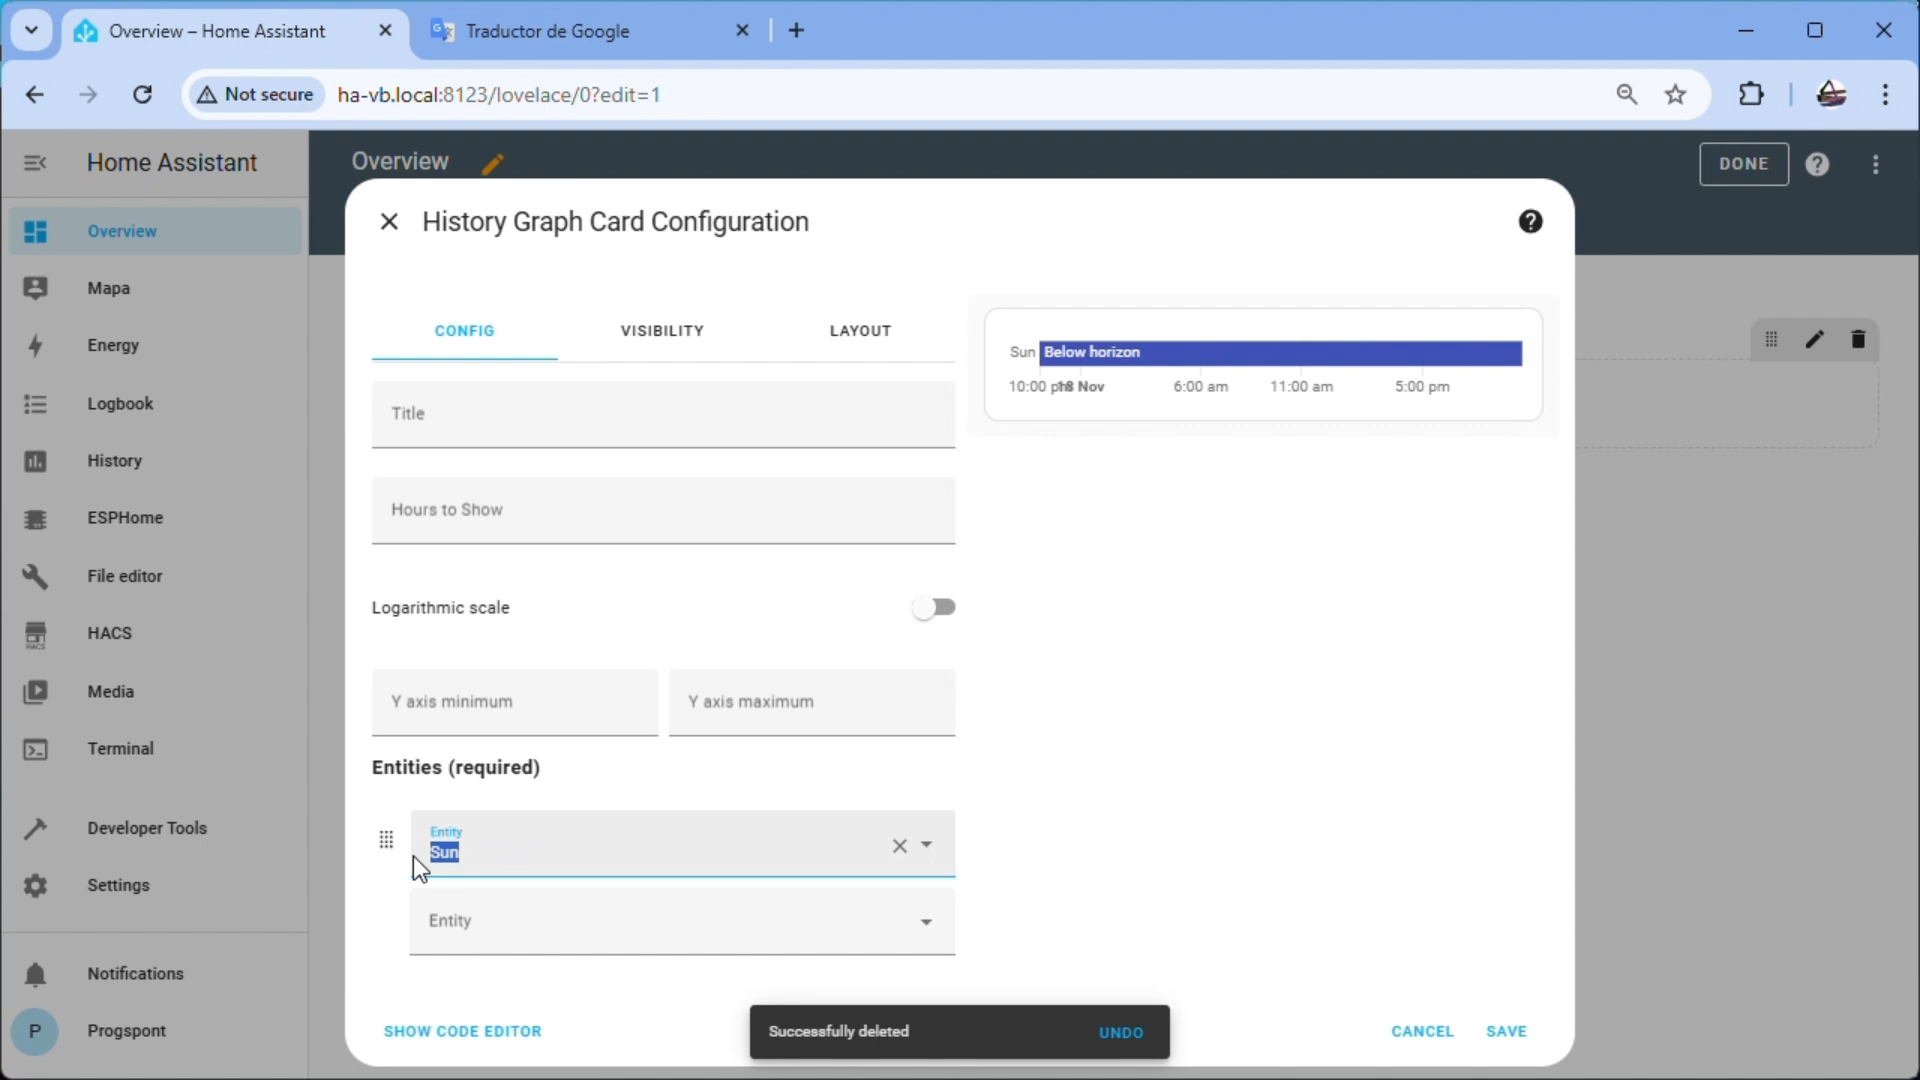 Overview – Home Assistant
Traductor de Google
Not secure
ha-vb.local:8123/lovelace/0?edit=1
Home Assistant
Overview
DONE
Overview
Mapa
Energy
Logbook
History
ESPHome
File editor
HACS
HACS
Media
Terminal
Developer Tools
Settings
Notifications
P
Progspont
History Graph Card Configuration
CONFIG
VISIBILITY
LAYOUT
Title
Hours to Show
Logarithmic scale
Y axis minimum
Y axis maximum
Entities (required)
Entity
Sun
Entity
Sun
Below horizon
10:00 pm
18 Nov
6:00 am
11:00 am
5:00 pm
SHOW CODE EDITOR
Successfully deleted
UNDO
CANCEL
SAVE